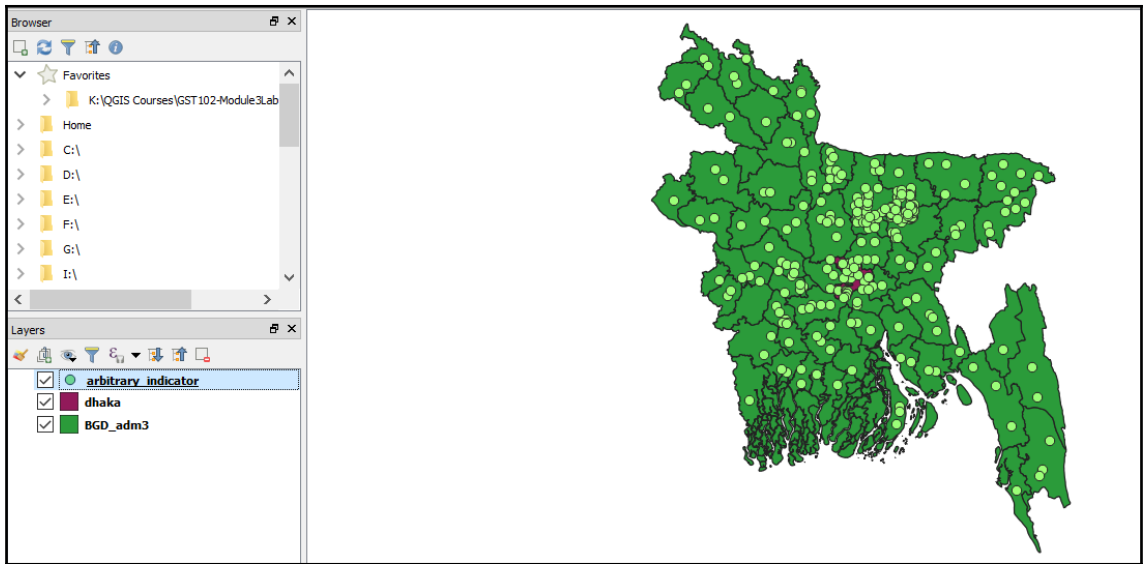 Browser
Favorites
K:\QGIS Courses\GST102-Module3Lab
Home
C:\
D:\
E:\
F:\
G:\
I:\
Layers
arbitrary_indicator
dhaka
BGD_adm3